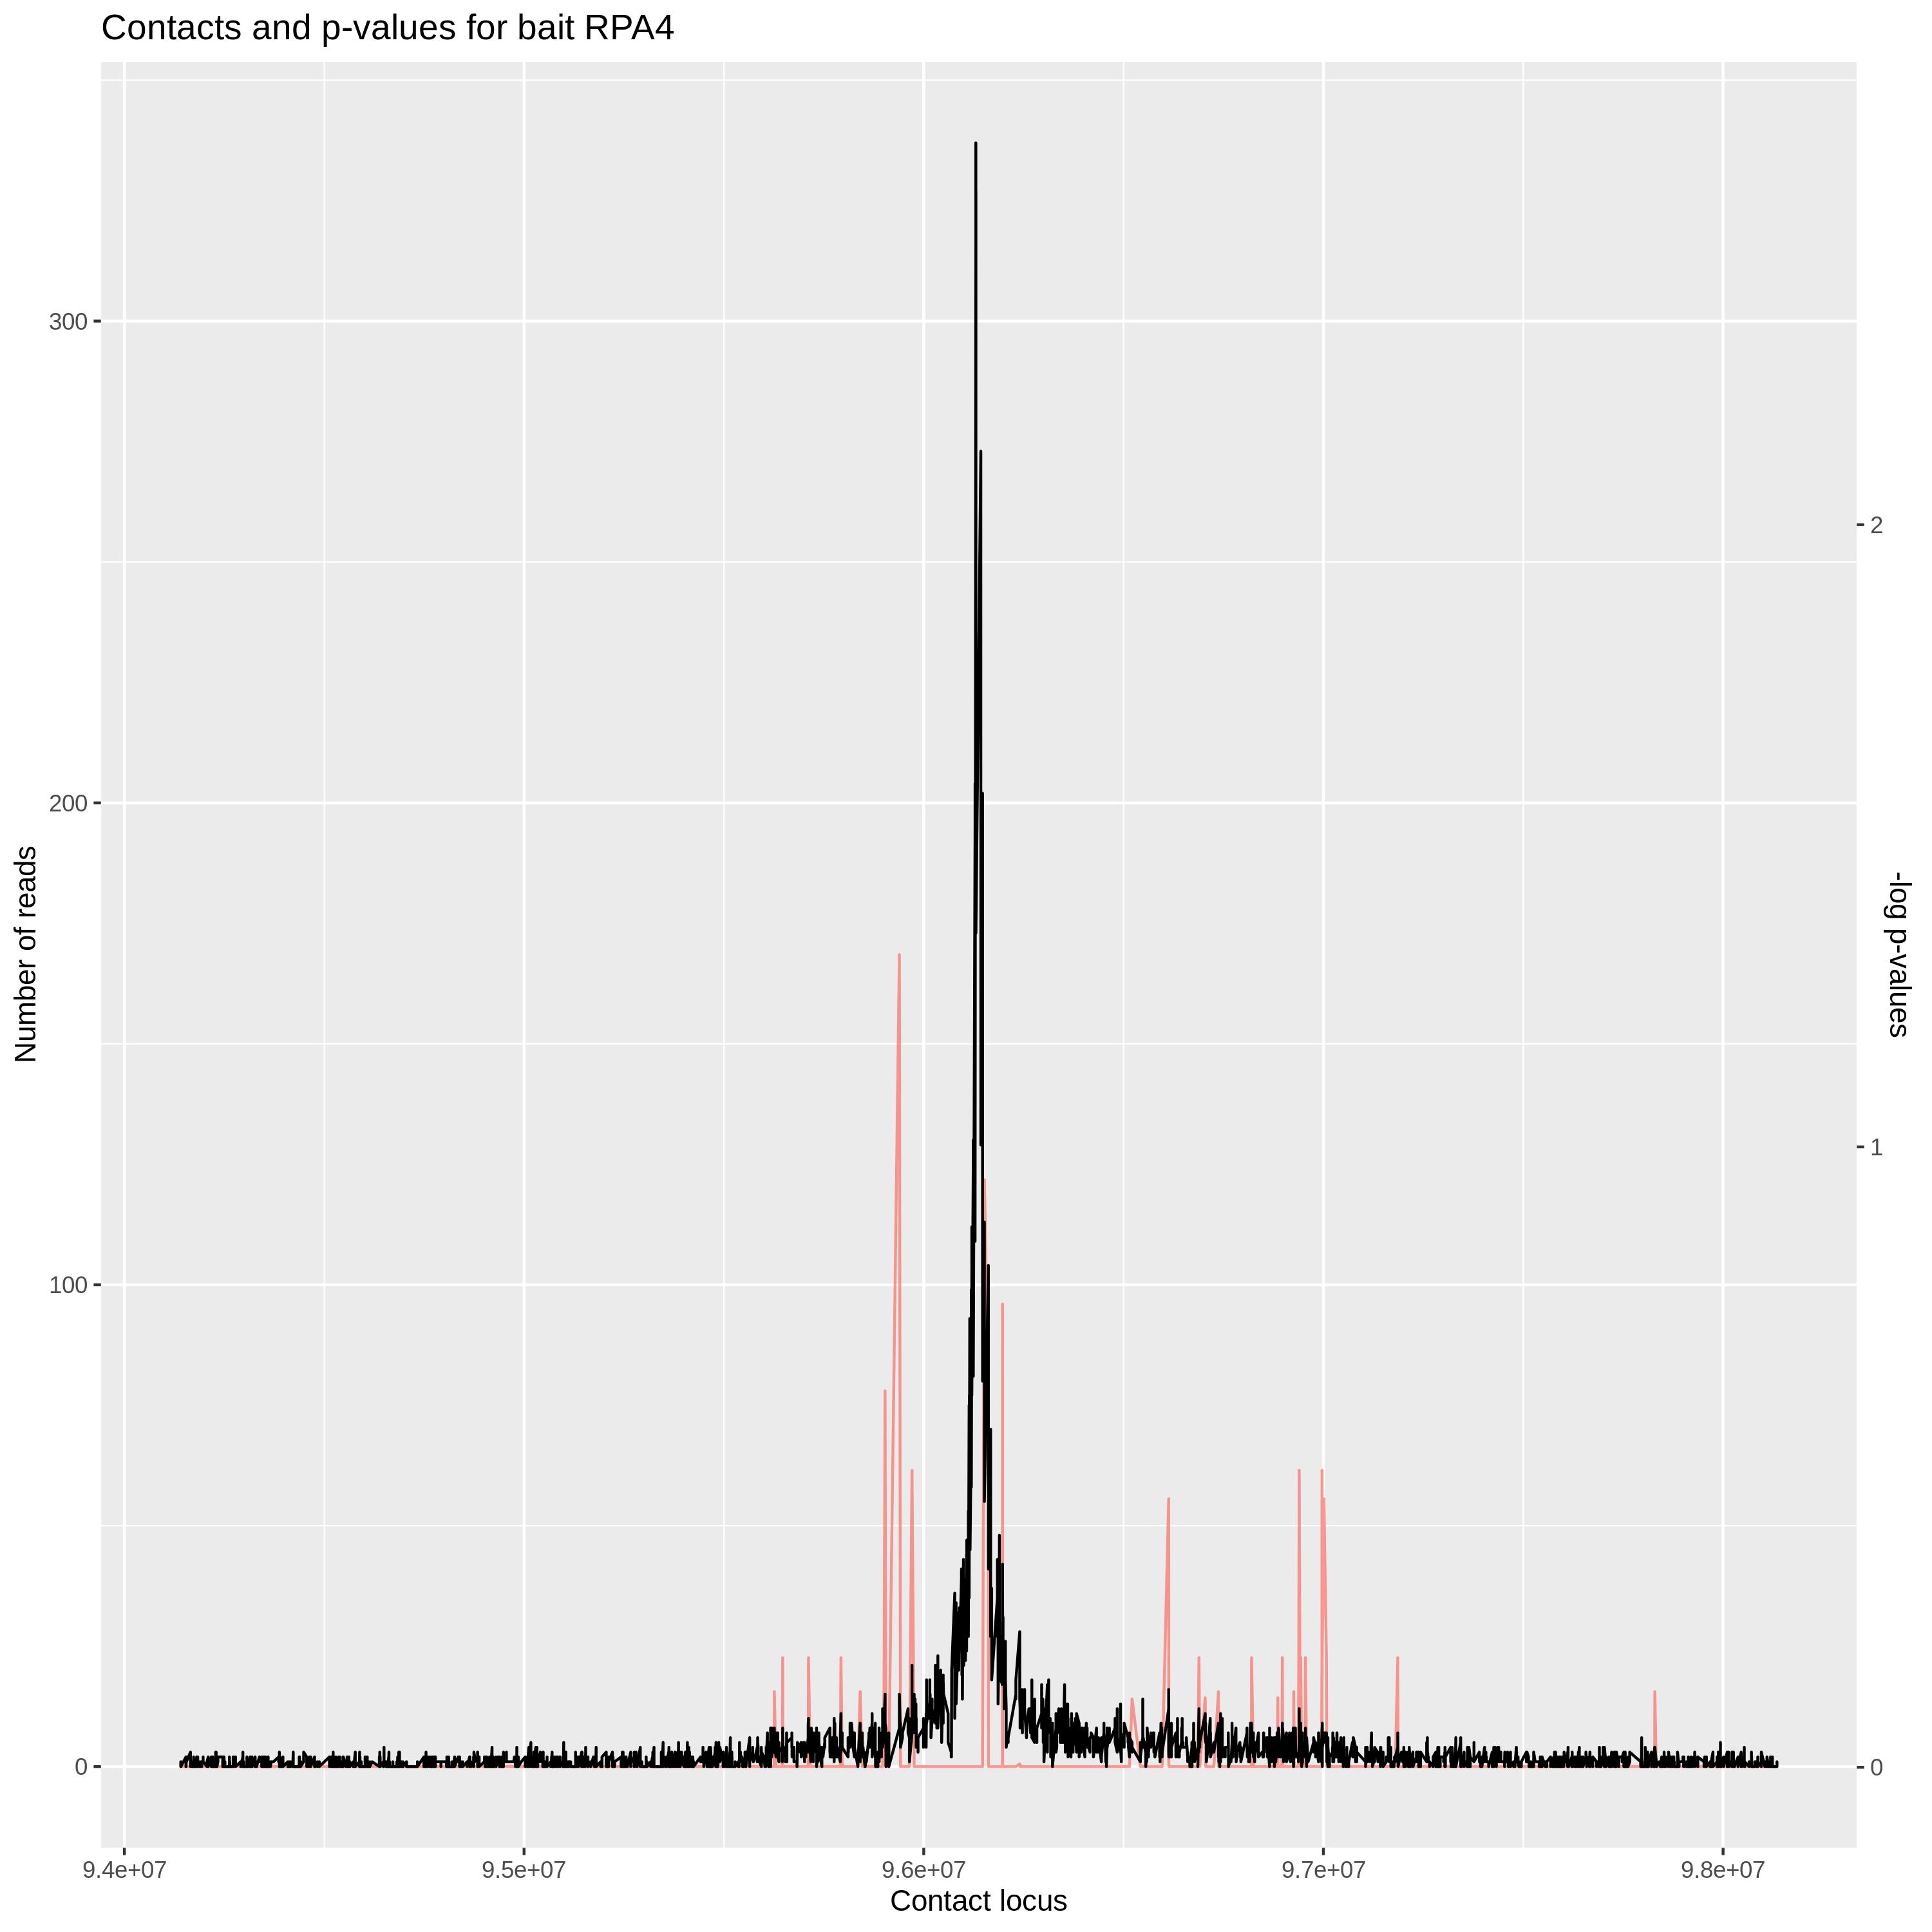 Contacts and p-values for bait RPA4
300
200
100
0
Number of reads
2
1
0
-log p-values
9.4e+07
9.5e+07
9.6e+07
9.7e+07
9.8e+07
Contact locus